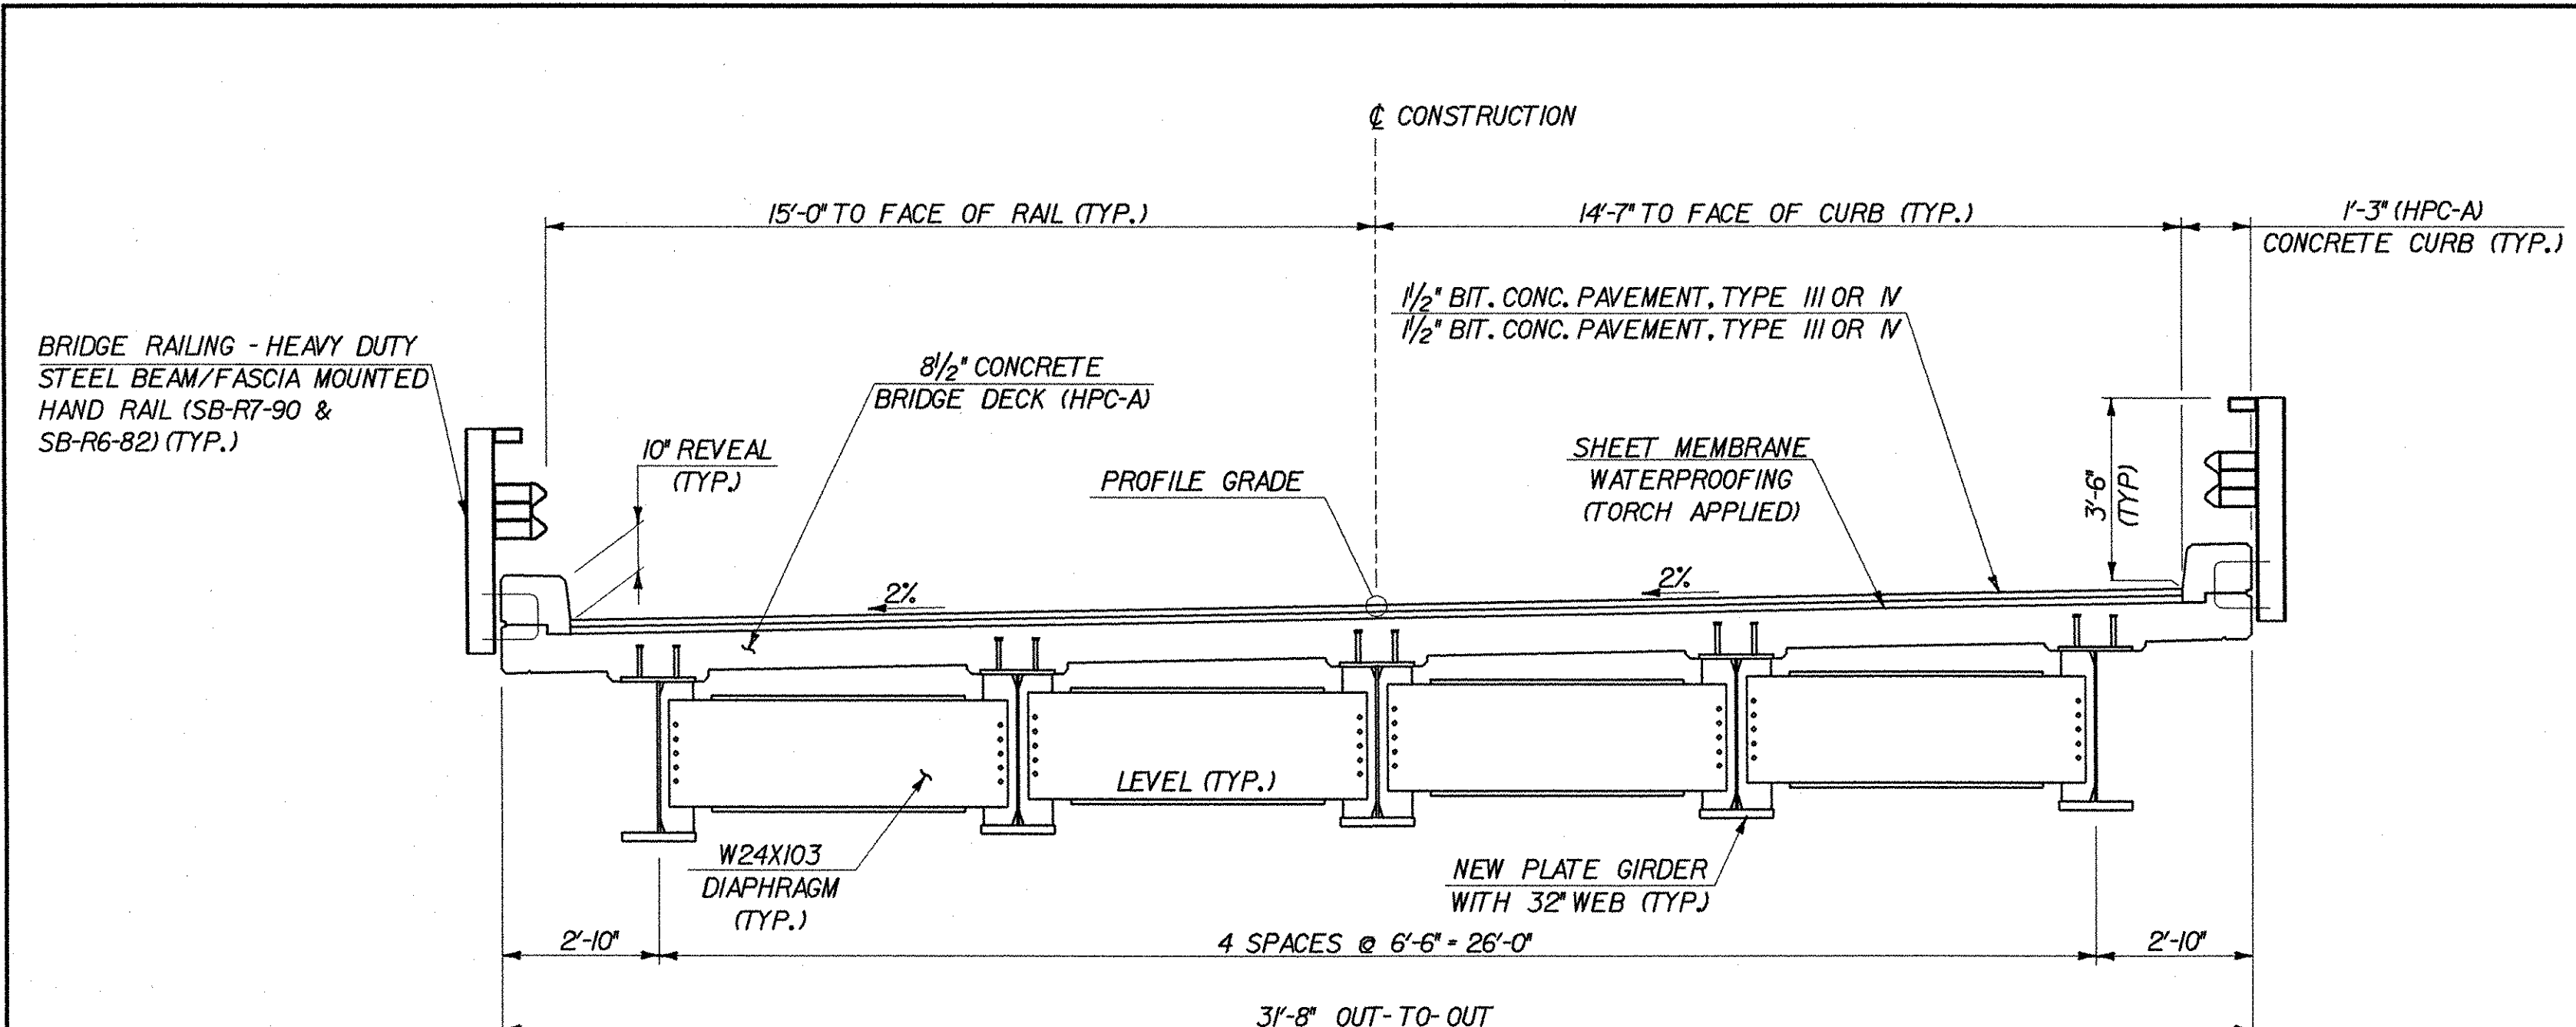 ℄ CONSTRUCTION
15'-0" TO FACE OF RAIL (TYP.)
14'-7" TO FACE OF CURB (TYP.)
1'-3" (HPC-A)
CONCRETE CURB (TYP.)
1½" BIT. CONC. PAVEMENT, TYPE III OR IV
1½" BIT. CONC. PAVEMENT, TYPE III OR IV
BRIDGE RAILING - HEAVY DUTY
STEEL BEAM/FASCIA MOUNTED
HAND RAIL (SB-R7-90 &
SB-R6-82) (TYP.)
8½" CONCRETE
BRIDGE DECK (HPC-A)
10" REVEAL
(TYP.)
PROFILE GRADE
SHEET MEMBRANE
WATERPROOFING
(TORCH APPLIED)
3'-6"
(TYP)
2%
2%
LEVEL (TYP.)
W24X103
DIAPHRAGM
(TYP.)
NEW PLATE GIRDER
WITH 32" WEB (TYP.)
2'-10"
4 SPACES @ 6'-6" = 26'-0"
2'-10"
31'-8" OUT-TO-OUT